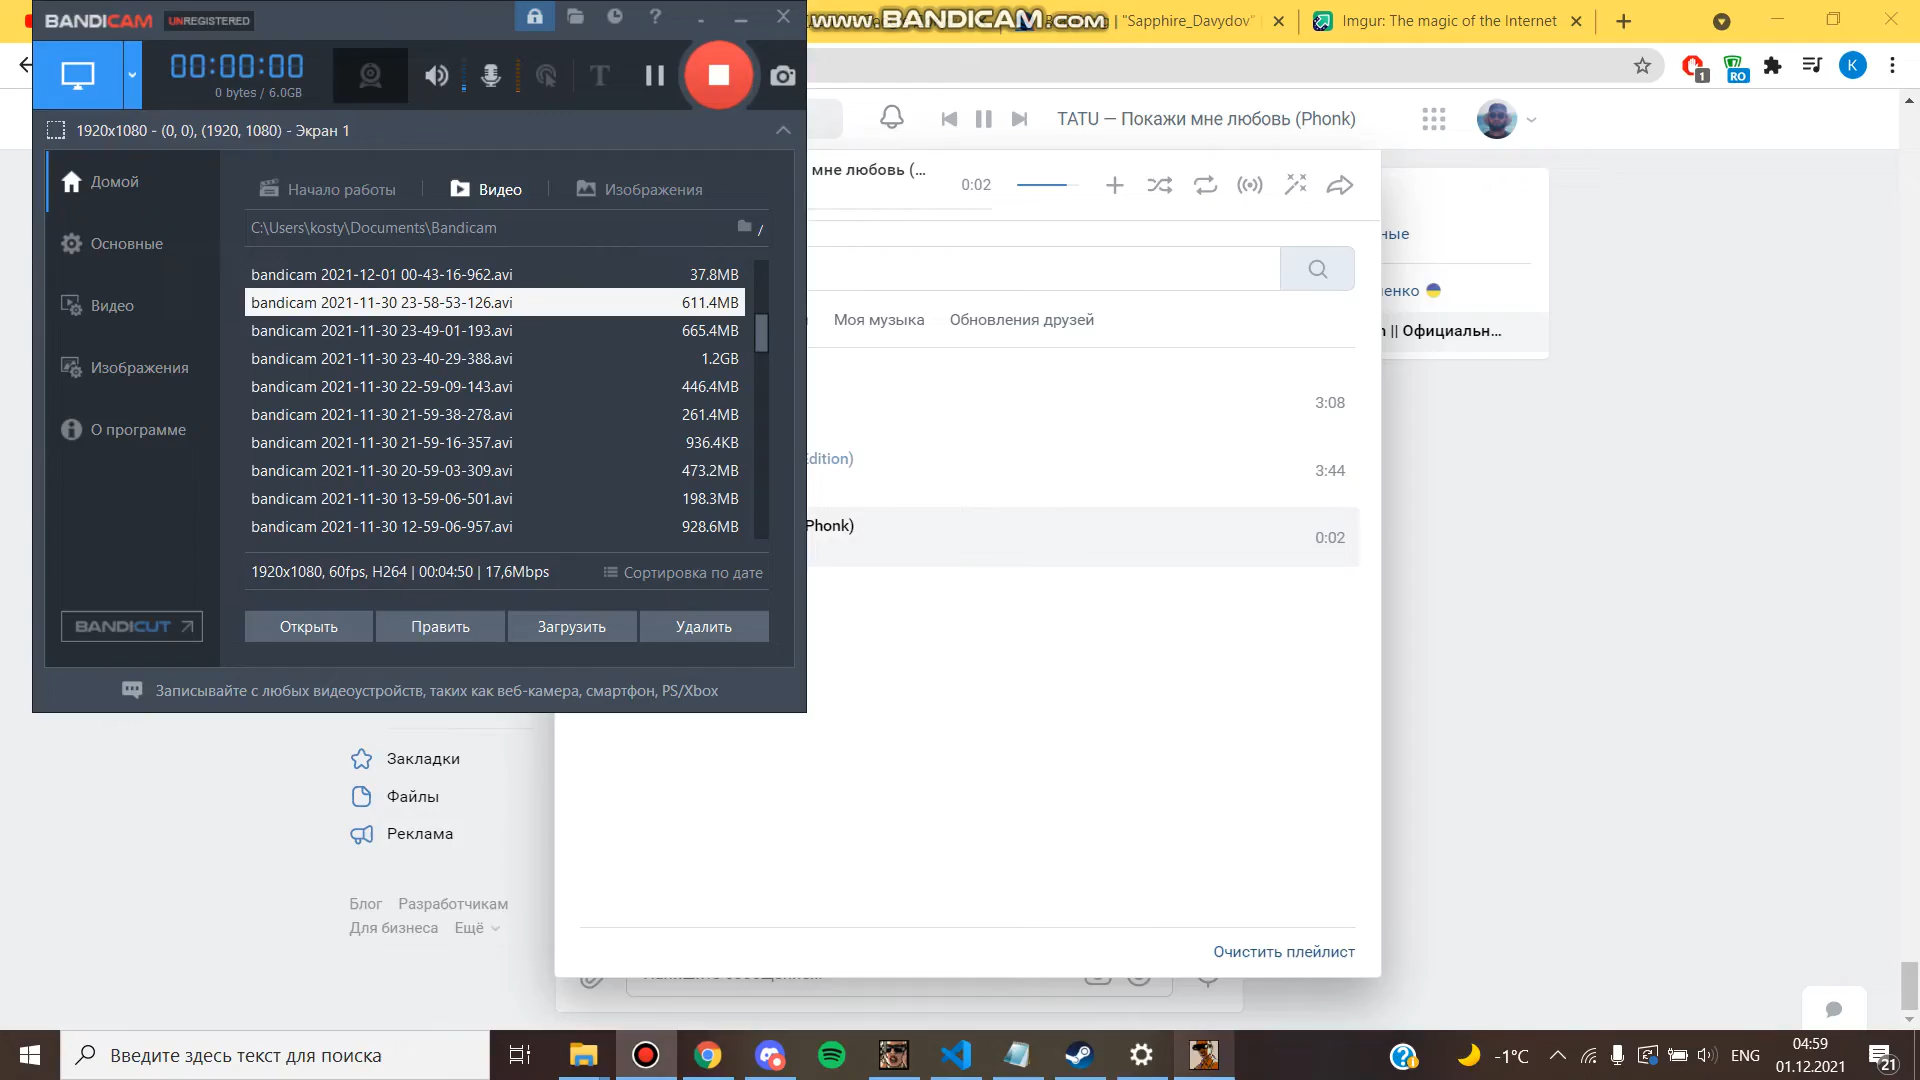 BANDICAM UNREGISTERED
www.BANDICAM.com
"Sapphire_Davydov"
Imgur: The magic of the Internet
00:00:00
0 bytes / 6.0GB
1
RO
K
1920x1080 - (0, 0), (1920, 1080) - Экран 1
TATU — Покажи мне любовь (Phonk)
Домой
Основные
Видео
Изображения
О программе
BANDICUT
Начало работы
Видео
Изображения
C:\Users\kosty\Documents\Bandicam
bandicam 2021-12-01 00-43-16-962.avi 37.8MB
bandicam 2021-11-30 23-58-53-126.avi 611.4MB
bandicam 2021-11-30 23-49-01-193.avi 665.4MB
bandicam 2021-11-30 23-40-29-388.avi 1.2GB
bandicam 2021-11-30 22-59-09-143.avi 446.4MB
bandicam 2021-11-30 21-59-38-278.avi 261.4MB
bandicam 2021-11-30 21-59-16-357.avi 936.4KB
bandicam 2021-11-30 20-59-03-309.avi 473.2MB
bandicam 2021-11-30 13-59-06-501.avi 198.3MB
bandicam 2021-11-30 12-59-06-957.avi 928.6MB
1920x1080, 60fps, H264 | 00:04:50 | 17,6Mbps
Сортировка по дате
Открыть
Править
Загрузить
Удалить
Записывайте с любых видеоустройств, таких как веб-камера, смартфон, PS/Xbox
мне любовь (...
0:02
Моя музыка
Обновления друзей
3:08
Edition)
3:44
Phonk)
0:02
Очистить плейлист
ные
енко
n || Официальн...
Закладки
Файлы
Реклама
Блог Разработчикам
Для бизнеса Ещё
Введите здесь текст для поиска
-1°C
ENG
04:59
01.12.2021
21